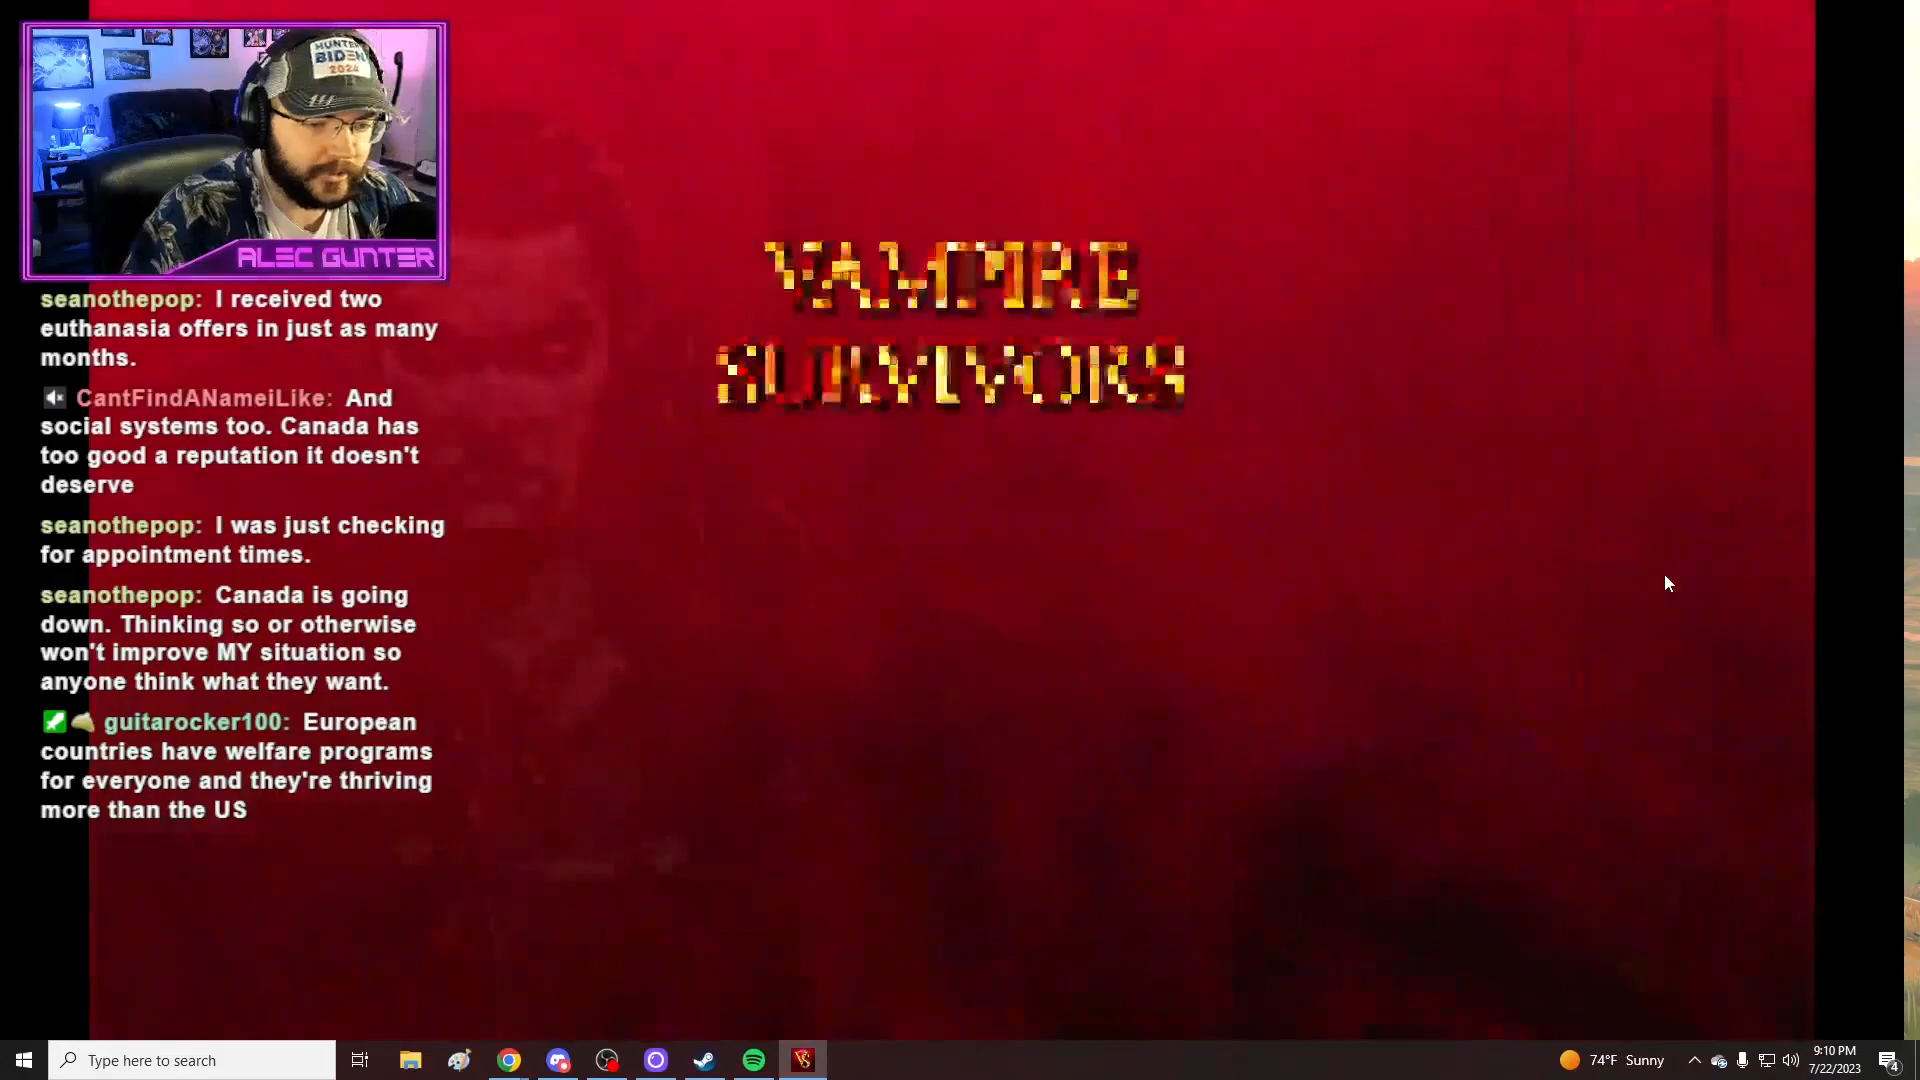 HUNTER
BIDEN
2024
ALEC GUNTER
seanothepop: I received two
euthanasia offers in just as many
months.
CantFindANameiLike: And
social systems too. Canada has
too good a reputation it doesn't
deserve
seanothepop: I was just checking
for appointment times.
seanothepop: Canada is going
down. Thinking so or otherwise
won't improve MY situation so
anyone think what they want.
guitarocker100: European
countries have welfare programs
for everyone and they're thriving
more than the US
VAMPIRE
SURVIVORS
Type here to search
VS
74°F Sunny
9:10 PM
7/22/2023
4